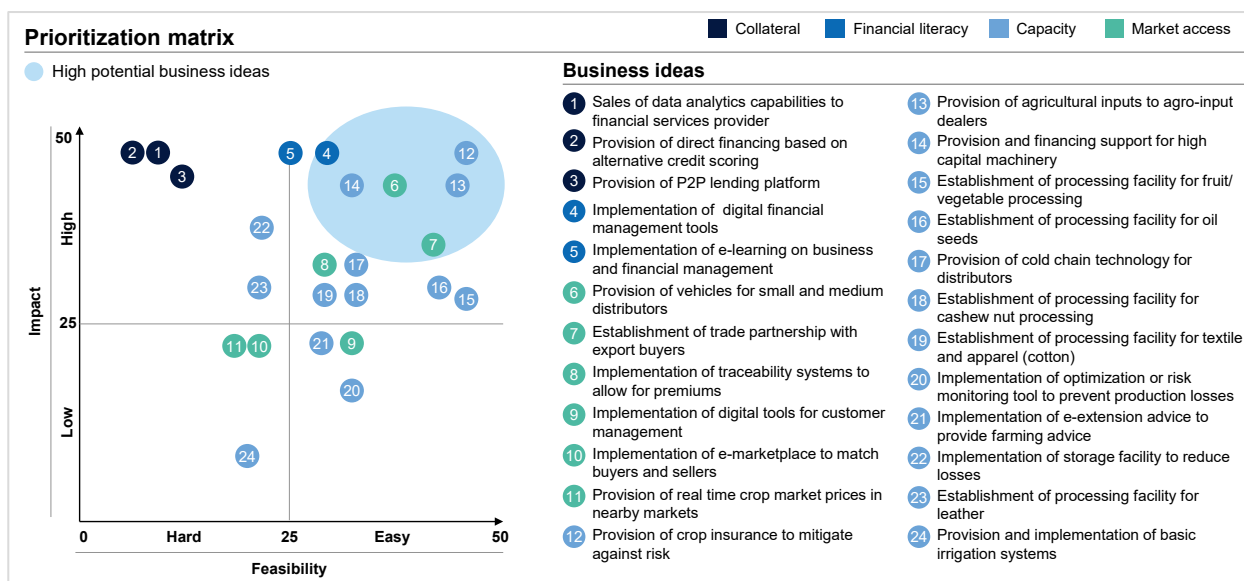 Prioritization matrix
Collateral
Financial literacy
Capacity
Market access
High potential business ideas
50
High
25
Low
Impact
0
Hard
25
Easy
50
Feasibility
2
1
3
5
4
12
14
6
13
22
7
8
17
23
19
18
16
15
11
10
21
9
20
24
Business ideas
1 Sales of data analytics capabilities to
financial services provider
2 Provision of direct financing based on
alternative credit scoring
3 Provision of P2P lending platform
4 Implementation of digital financial
management tools
5 Implementation of e-learning on business
and financial management
6 Provision of vehicles for small and medium
distributors
7 Establishment of trade partnership with
export buyers
8 Implementation of traceability systems to
allow for premiums
9 Implementation of digital tools for customer
management
10 Implementation of e-marketplace to match
buyers and sellers
11 Provision of real time crop market prices in
nearby markets
12 Provision of crop insurance to mitigate
against risk
13 Provision of agricultural inputs to agro-input
dealers
14 Provision and financing support for high
capital machinery
15 Establishment of processing facility for fruit/
vegetable processing
16 Establishment of processing facility for oil
seeds
17 Provision of cold chain technology for
distributors
18 Establishment of processing facility for
cashew nut processing
19 Establishment of processing facility for textile
and apparel (cotton)
20 Implementation of optimization or risk
monitoring tool to prevent production losses
21 Implementation of e-extension advice to
provide farming advice
22 Implementation of storage facility to reduce
losses
23 Establishment of processing facility for
leather
24 Provision and implementation of basic
irrigation systems